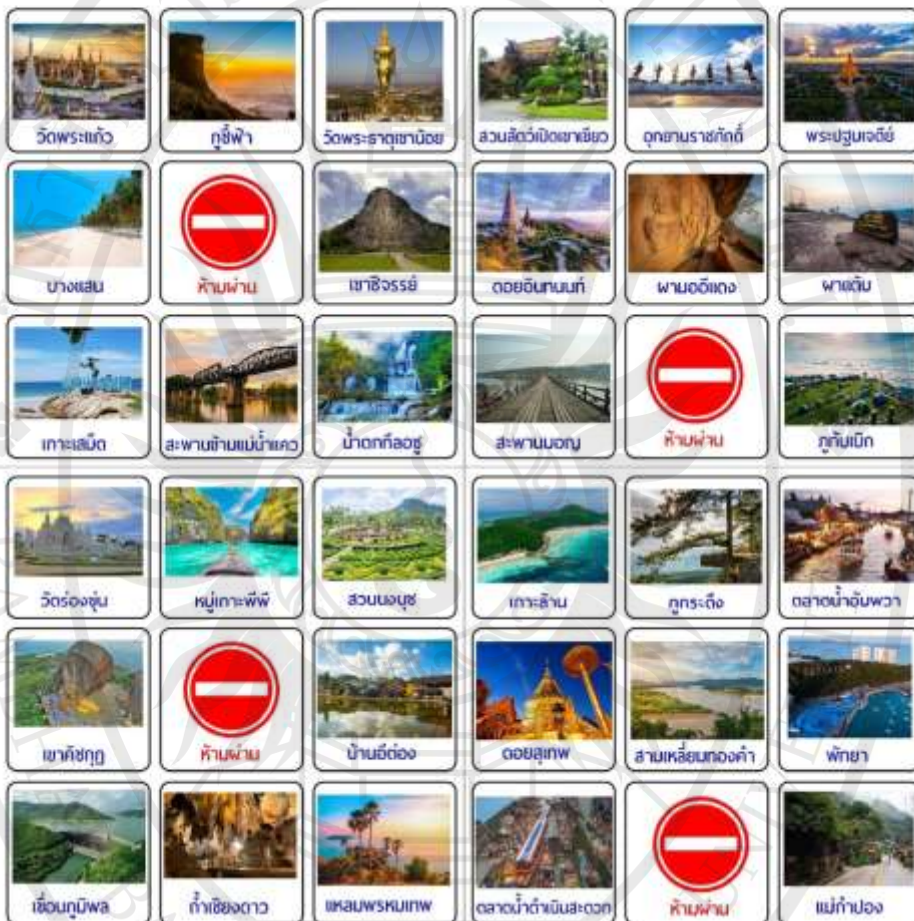 วัดพระแก้ว ภูชี้ฟ้า วัดพระธาตุเขาน้อย สวนสัตว์เปิดเขาเขียว อุทยานราชภักดิ์ พระปฐมเจดีย์
บางแสน ห้ามผ่าน เขาชีจรรย์ ดอยอินทนนท์ ผามออีแดง ผาแต้ม
เกาะเสม็ด สะพานข้ามแม่น้ำแคว น้ำตกทีลอซู สะพานมอญ ห้ามผ่าน ภูทับเบิก
วัดร่องขุ่น หมู่เกาะพีพี สวนนงนุช เกาะล้าน ภูกระดึง ตลาดน้ำอัมพวา
เขาคิชกูฏ ห้ามผ่าน บ้านอีต่อง ดอยสุเทพ สามเหลี่ยมทองคำ พัทยา
เขื่อนภูมิพล ถ้ำเชียงดาว แหลมพรหมเทพ ตลาดน้ำดำเนินสะดวก ห้ามผ่าน แม่กำปอง